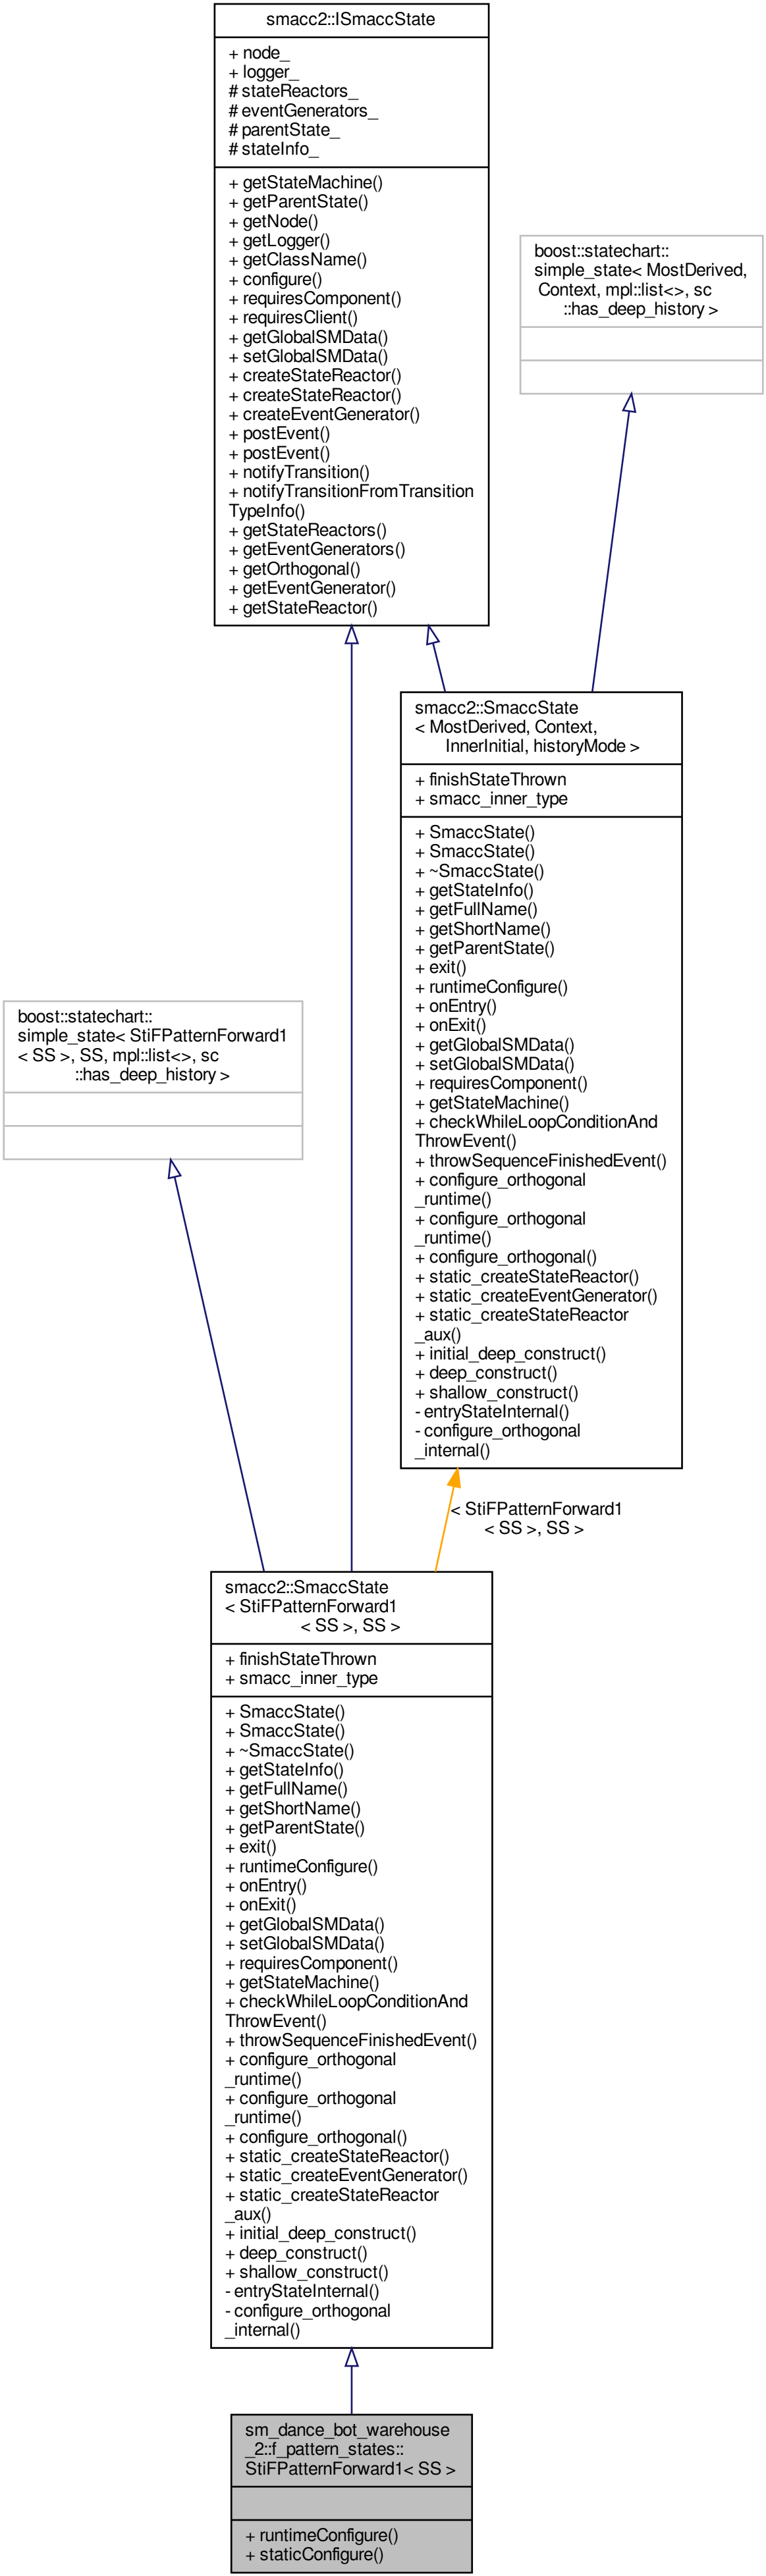 smacc2::ISmaccState
+ node_
+ logger_
# stateReactors_
# eventGenerators_
# parentState_
# stateInfo_
+ getStateMachine()
+ getParentState()
+ getNode()
+ getLogger()
+ getClassName()
+ configure()
+ requiresComponent()
+ requiresClient()
+ getGlobalSMData()
+ setGlobalSMData()
+ createStateReactor()
+ createStateReactor()
+ createEventGenerator()
+ postEvent()
+ postEvent()
+ notifyTransition()
+ notifyTransitionFromTransition
TypeInfo()
+ getStateReactors()
+ getEventGenerators()
+ getOrthogonal()
+ getEventGenerator()
+ getStateReactor()
boost::statechart::
simple_state< MostDerived,
Context, mpl::list<>, sc
::has_deep_history >
smacc2::SmaccState
< MostDerived, Context,
InnerInitial, historyMode >
+ finishStateThrown
+ smacc_inner_type
+ SmaccState()
+ SmaccState()
+ ~SmaccState()
+ getStateInfo()
+ getFullName()
+ getShortName()
+ getParentState()
+ exit()
+ runtimeConfigure()
+ onEntry()
+ onExit()
+ getGlobalSMData()
+ setGlobalSMData()
+ requiresComponent()
+ getStateMachine()
+ checkWhileLoopConditionAnd
ThrowEvent()
+ throwSequenceFinishedEvent()
+ configure_orthogonal
_runtime()
+ configure_orthogonal
_runtime()
+ configure_orthogonal()
+ static_createStateReactor()
+ static_createEventGenerator()
+ static_createStateReactor
_aux()
+ initial_deep_construct()
+ deep_construct()
+ shallow_construct()
- entryStateInternal()
- configure_orthogonal
_internal()
boost::statechart::
simple_state< StiFPatternForward1
< SS >, SS, mpl::list<>, sc
::has_deep_history >
< StiFPatternForward1
< SS >, SS >
smacc2::SmaccState
< StiFPatternForward1
< SS >, SS >
+ finishStateThrown
+ smacc_inner_type
+ SmaccState()
+ SmaccState()
+ ~SmaccState()
+ getStateInfo()
+ getFullName()
+ getShortName()
+ getParentState()
+ exit()
+ runtimeConfigure()
+ onEntry()
+ onExit()
+ getGlobalSMData()
+ setGlobalSMData()
+ requiresComponent()
+ getStateMachine()
+ checkWhileLoopConditionAnd
ThrowEvent()
+ throwSequenceFinishedEvent()
+ configure_orthogonal
_runtime()
+ configure_orthogonal
_runtime()
+ configure_orthogonal()
+ static_createStateReactor()
+ static_createEventGenerator()
+ static_createStateReactor
_aux()
+ initial_deep_construct()
+ deep_construct()
+ shallow_construct()
- entryStateInternal()
- configure_orthogonal
_internal()
sm_dance_bot_warehouse
_2::f_pattern_states::
StiFPatternForward1< SS >
+ runtimeConfigure()
+ staticConfigure()